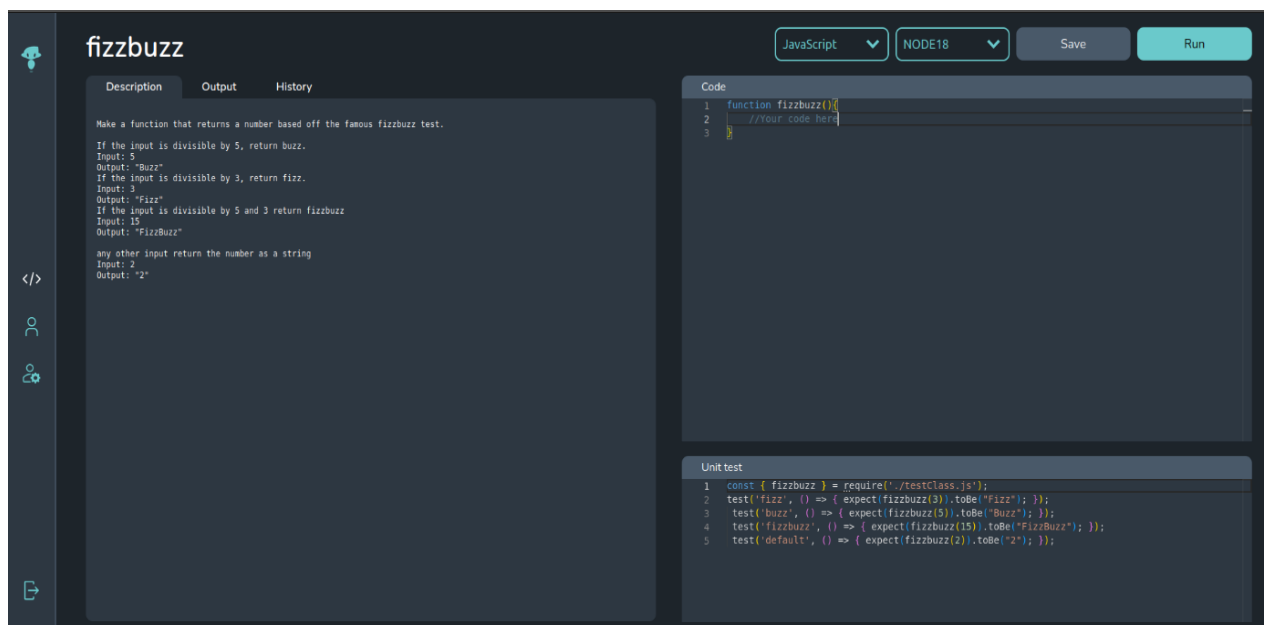 fizzbuzz
JavaScript
NODE18
Save
Run
Description
Output
History
Make a function that returns a number based off the famous fizzbuzz test.
If the input is divisible by 5, return buzz.
Input: 5
Output: "Buzz"
If the input is divisible by 3, return fizz.
Input: 3
Output: "Fizz"
If the input is divisible by 5 and 3 return fizzbuzz
Input: 15
Output: "FizzBuzz"
any other input return the number as a string
Input: 2
Output: "2"
Code
1 function fizzbuzz(){
2 //Your code here
3 }
Unit test
1 const { fizzbuzz } = require('./testClass.js');
2 test('fizz', () => { expect(fizzbuzz(3)).toBe("Fizz"); });
3 test('buzz', () => { expect(fizzbuzz(5)).toBe("Buzz"); });
4 test('fizzbuzz', () => { expect(fizzbuzz(15)).toBe("FizzBuzz"); });
5 test('default', () => { expect(fizzbuzz(2)).toBe("2"); });